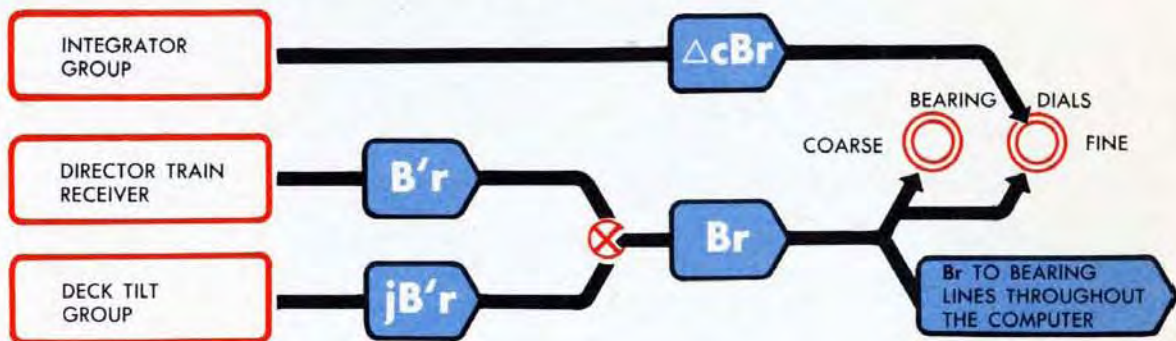 INTEGRATOR
GROUP
△cBr
BEARING DIALS
COARSE
FINE
DIRECTOR TRAIN
RECEIVER
B'r
Br
DECK TILT
GROUP
jB'r
Br TO BEARING
LINES THROUGHOUT
THE COMPUTER